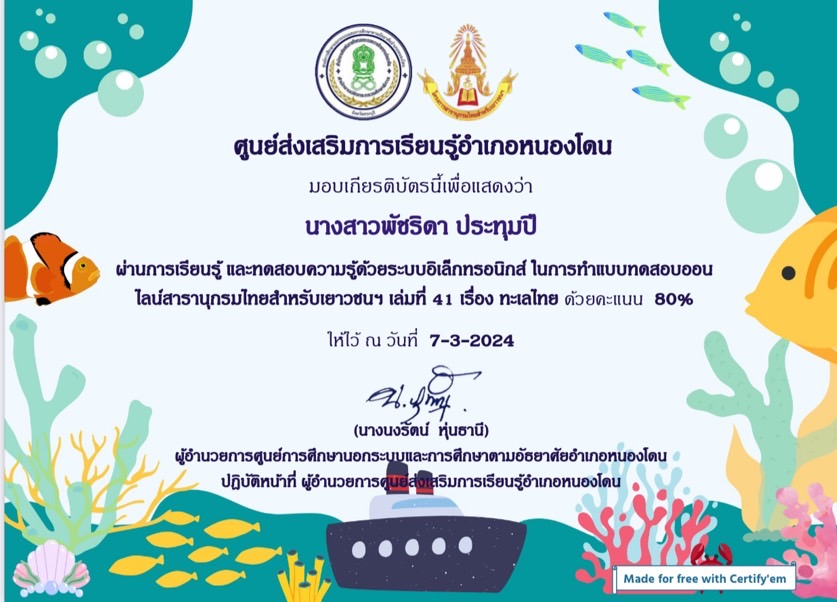 ศูนย์ส่งเสริมการเรียนรู้อำเภอหนองโดน
มอบเกียรติบัตรนี้เพื่อแสดงว่า
นางสาวพัชริดา ประทุมปี
ผ่านการเรียนรู้ และทดสอบความรู้ด้วยระบบอิเล็กทรอนิกส์ ในการทำแบบทดสอบออน
ไลน์สารานุกรมไทยสำหรับเยาวชนฯ เล่มที่ 41 เรื่อง ทะเลไทย ด้วยคะแนน 80%
ให้ไว้ ณ วันที่ 7-3-2024
(นางนงรัตน์ หุ่นธานี)
ผู้อำนวยการศูนย์การศึกษานอกระบบและการศึกษาตามอัธยาศัยอำเภอหนองโดน
ปฏิบัติหน้าที่ ผู้อำนวยการศูนย์ส่งเสริมการเรียนรู้อำเภอหนองโดน
Made for free with Certify'em